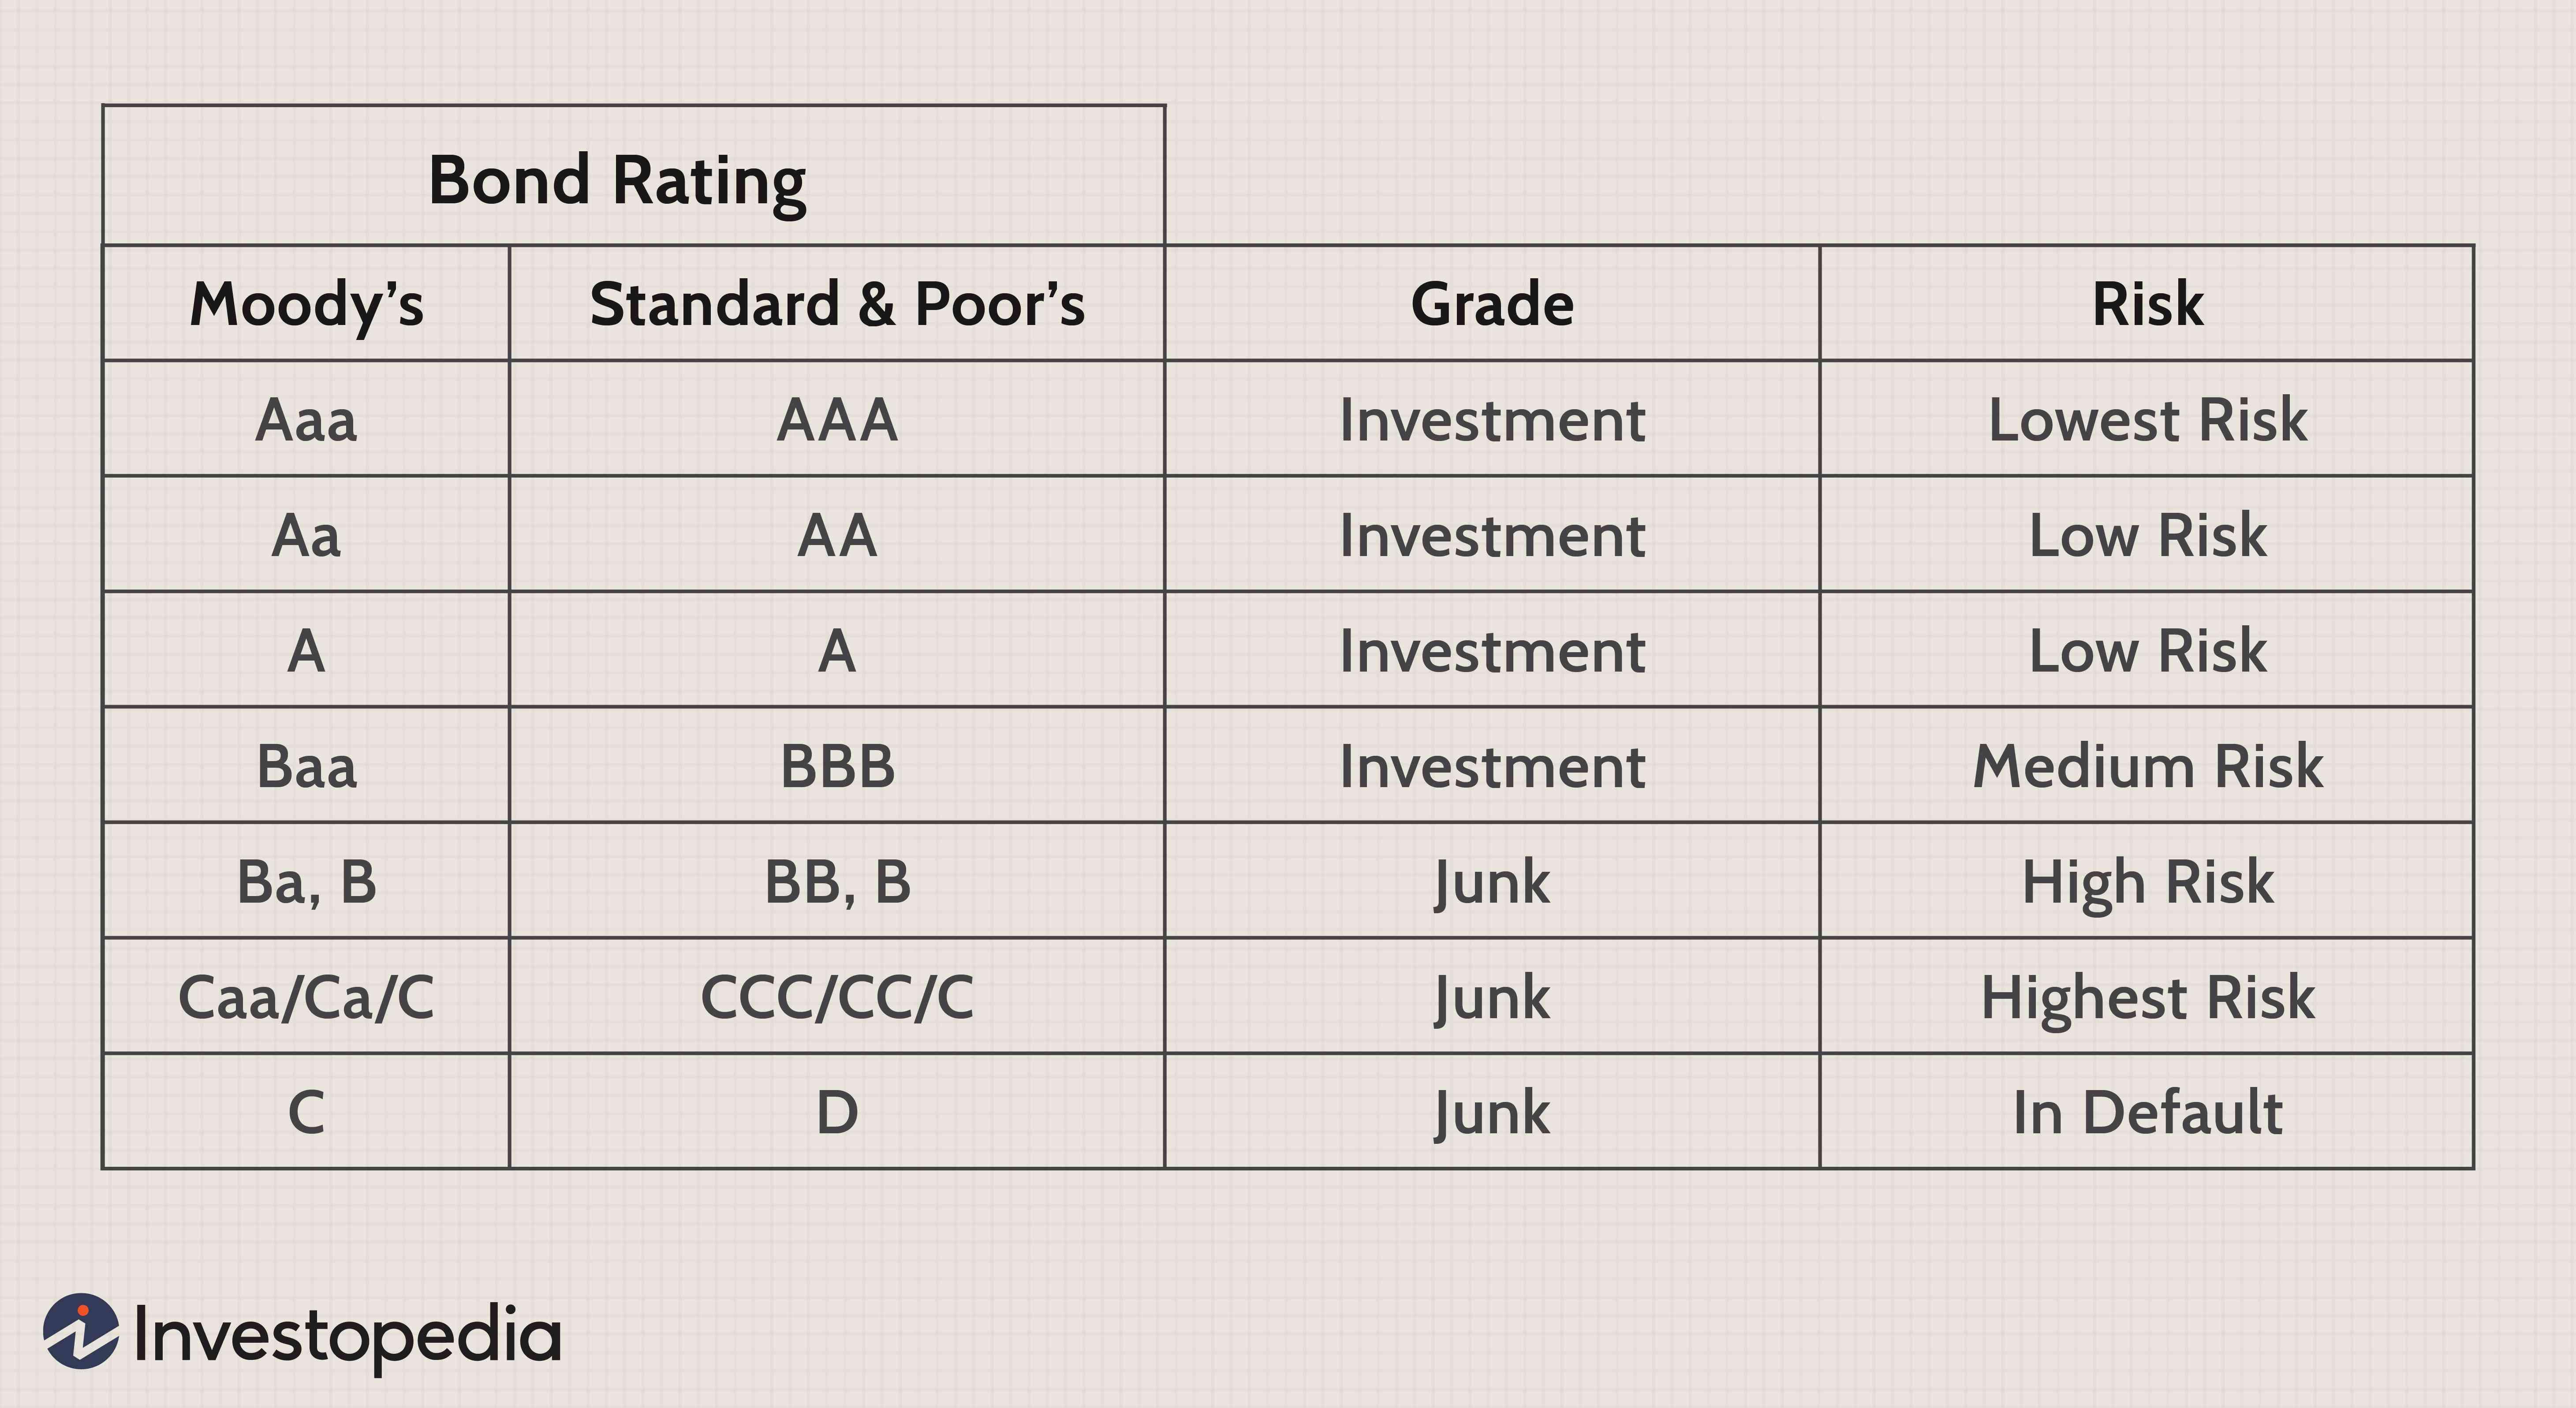 Bond Rating
Moody’s Standard & Poor’s Grade Risk
Aaa AAA Investment Lowest Risk
Aa AA Investment Low Risk
A A Investment Low Risk
Baa BBB Investment Medium Risk
Ba, B BB, B Junk High Risk
Caa/Ca/C CCC/CC/C Junk Highest Risk
C D Junk In Default
Investopedia